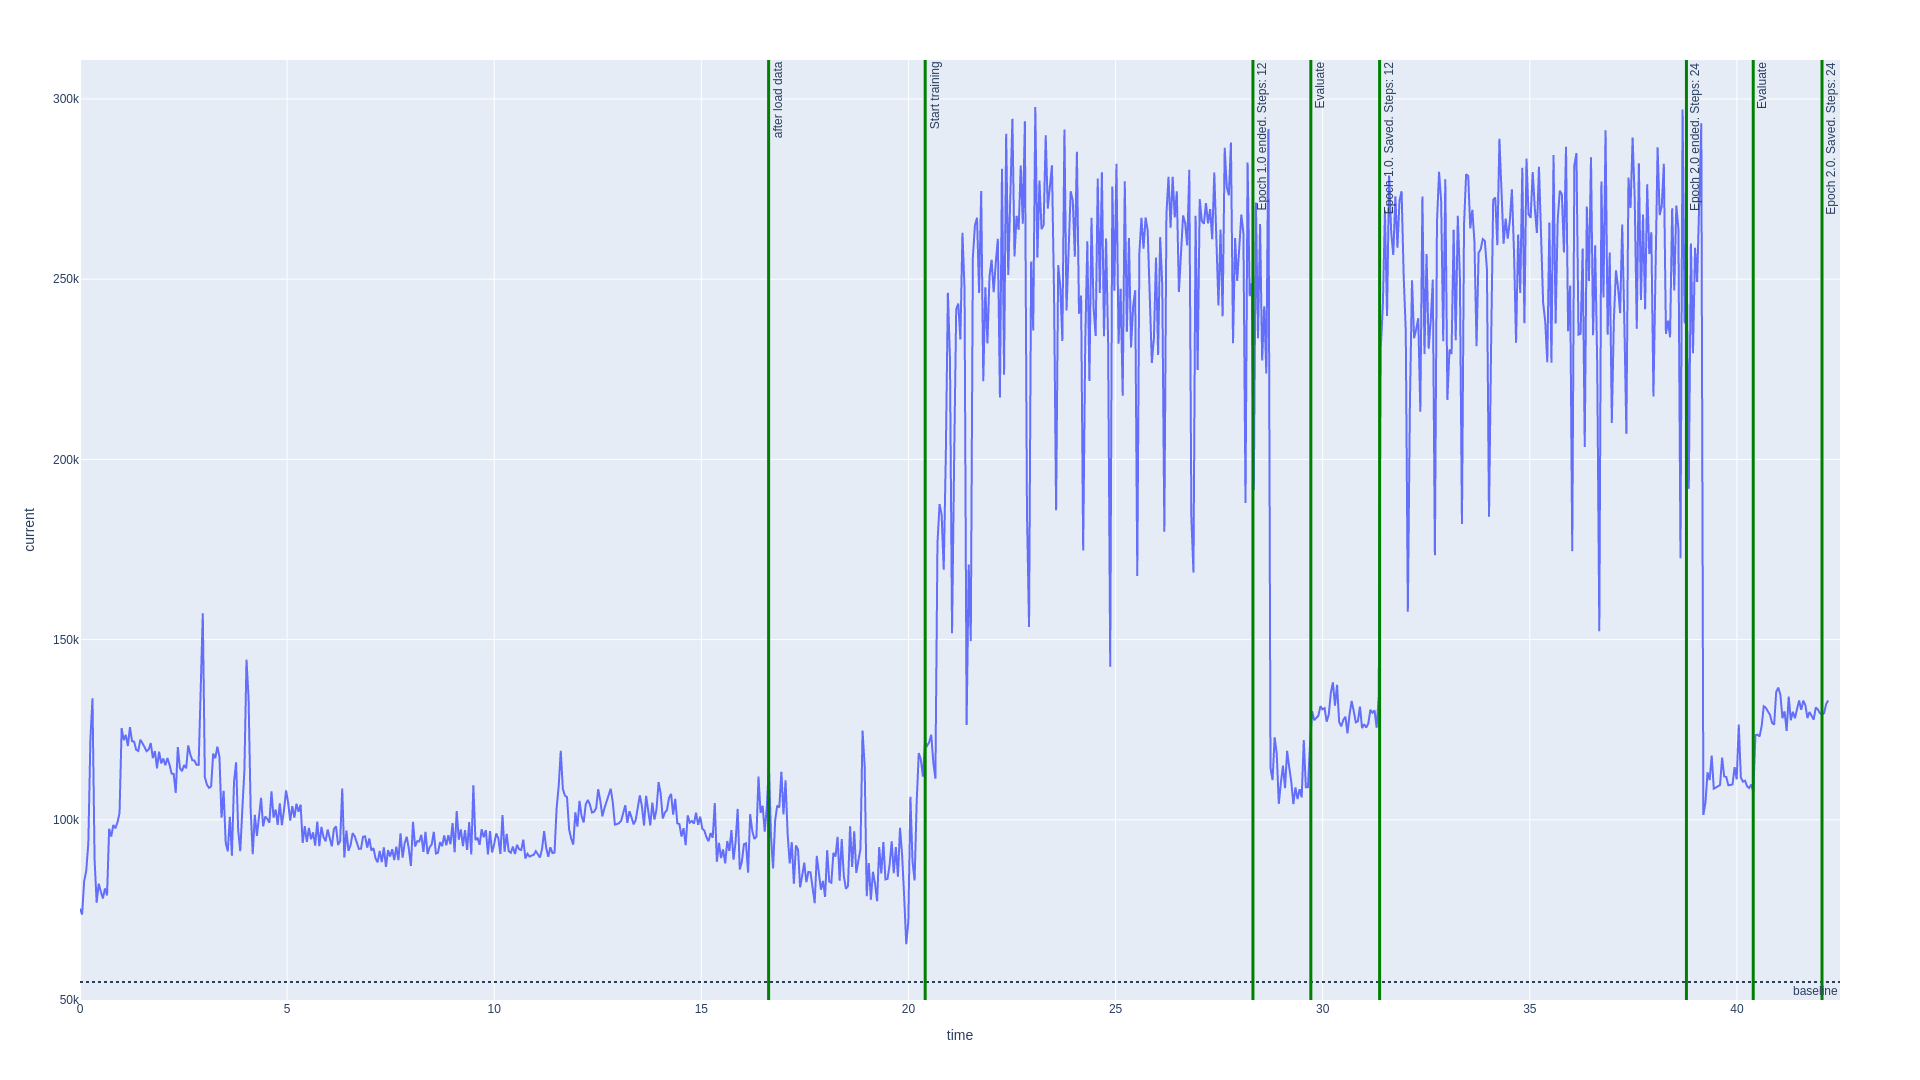 300k
250k
200k
150k
100k
50k
current
0
5
10
15
20
25
30
35
40
time
after load data
Start training
Epoch 1.0 ended. Steps: 12
Evaluate
Epoch 1.0. Saved. Steps: 12
Epoch 2.0 ended. Steps: 24
Evaluate
Epoch 2.0. Saved. Steps: 24
baseline